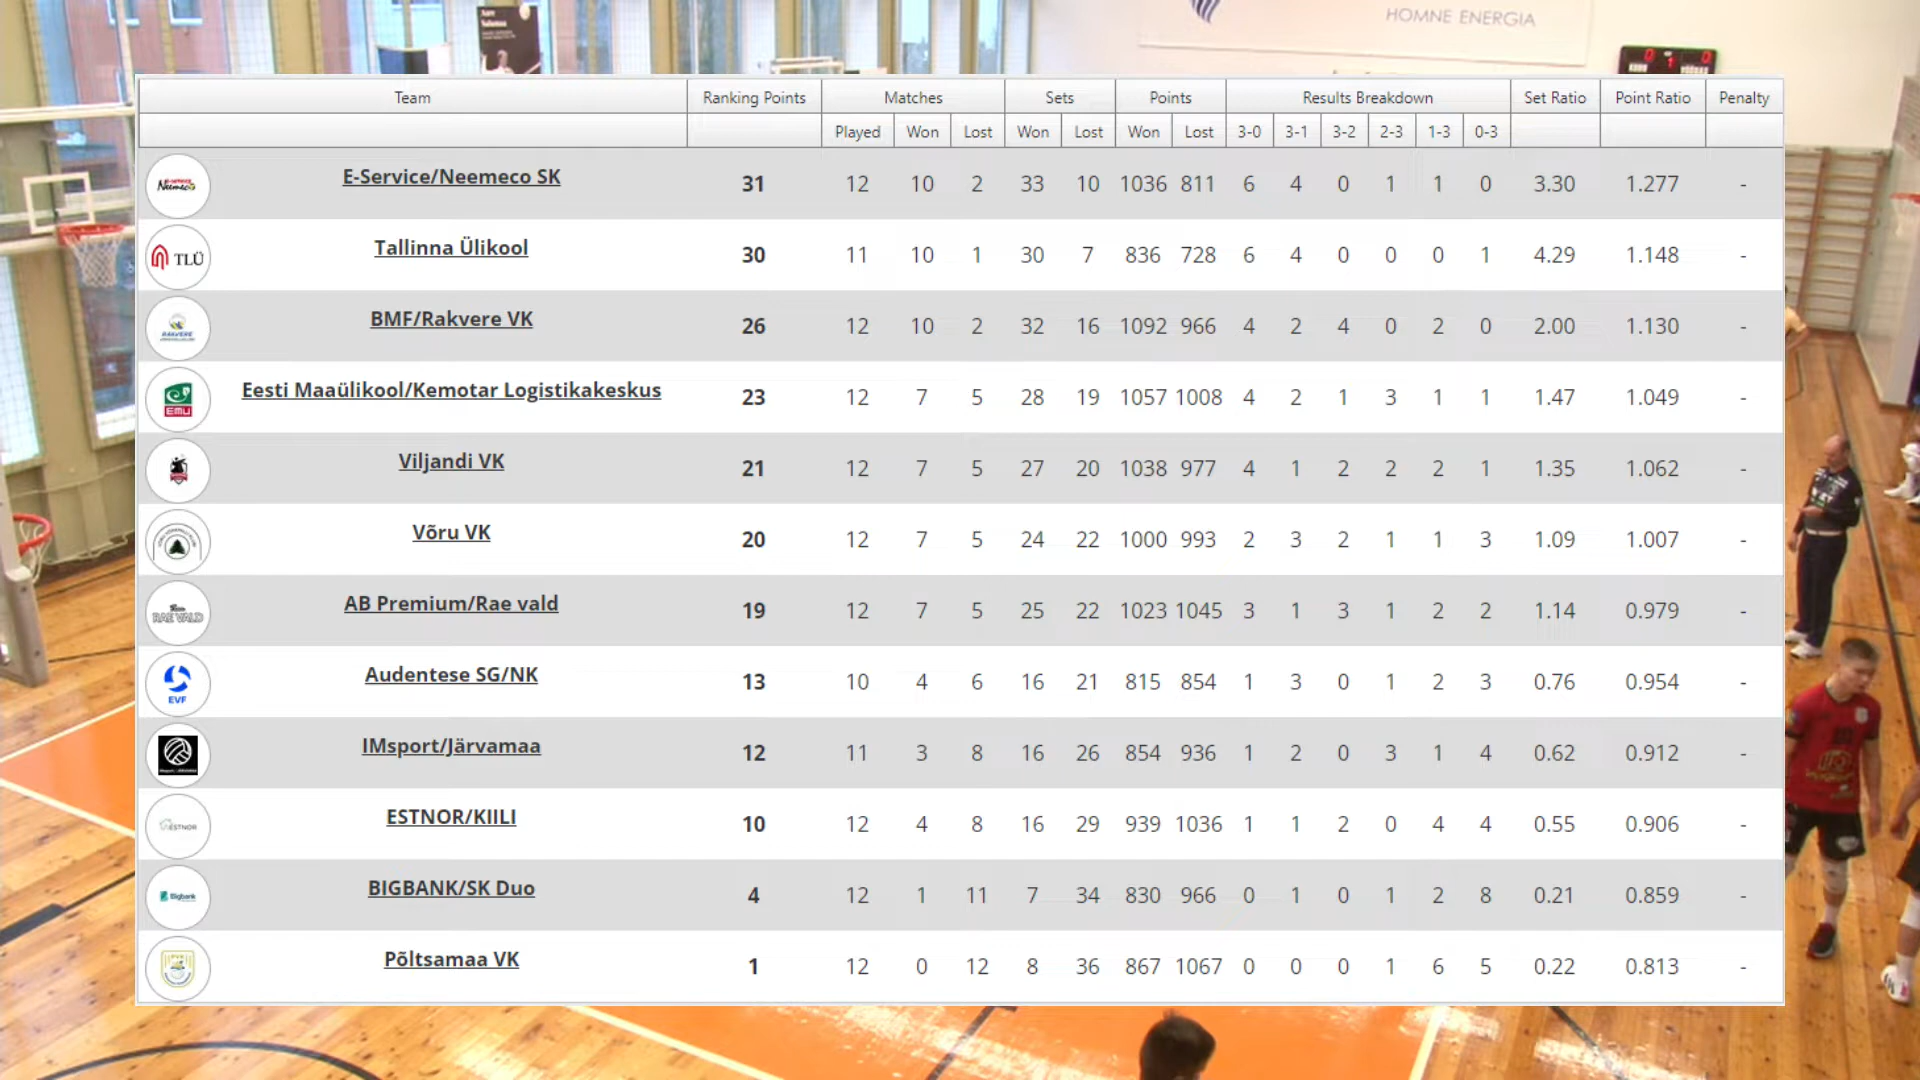 HOMNE ENERGIA
Team Ranking Points Matches Sets Points Results Breakdown Set Ratio Point Ratio Penalty
Played Won Lost Won Lost Won Lost 3-0 3-1 3-2 2-3 1-3 0-3
E-Service/Neemeco SK 31 12 10 2 33 10 1036 811 6 4 0 1 1 0 3.30 1.277 -
TLÜ Tallinna Ülikool 30 11 10 1 30 7 836 728 6 4 0 0 0 1 4.29 1.148 -
BMF/Rakvere VK 26 12 10 2 32 16 1092 966 4 2 4 0 2 0 2.00 1.130 -
EMU Eesti Maaülikool/Kemotar Logistikakeskus 23 12 7 5 28 19 1057 1008 4 2 1 3 1 1 1.47 1.049 -
Viljandi VK 21 12 7 5 27 20 1038 977 4 1 2 2 2 1 1.35 1.062 -
Võru VK 20 12 7 5 24 22 1000 993 2 3 2 1 1 3 1.09 1.007 -
RAE VALD AB Premium/Rae vald 19 12 7 5 25 22 1023 1045 3 1 3 1 2 2 1.14 0.979 -
EVF Audentese SG/NK 13 10 4 6 16 21 815 854 1 3 0 1 2 3 0.76 0.954 -
IMsport/Järvamaa 12 11 3 8 16 26 854 936 1 2 0 3 1 4 0.62 0.912 -
ESTNOR ESTNOR/KIILI 10 12 4 8 16 29 939 1036 1 1 2 0 4 4 0.55 0.906 -
Bigbank BIGBANK/SK Duo 4 12 1 11 7 34 830 966 0 1 0 1 2 8 0.21 0.859 -
Põltsamaa VK 1 12 0 12 8 36 867 1067 0 0 0 1 6 5 0.22 0.813 -